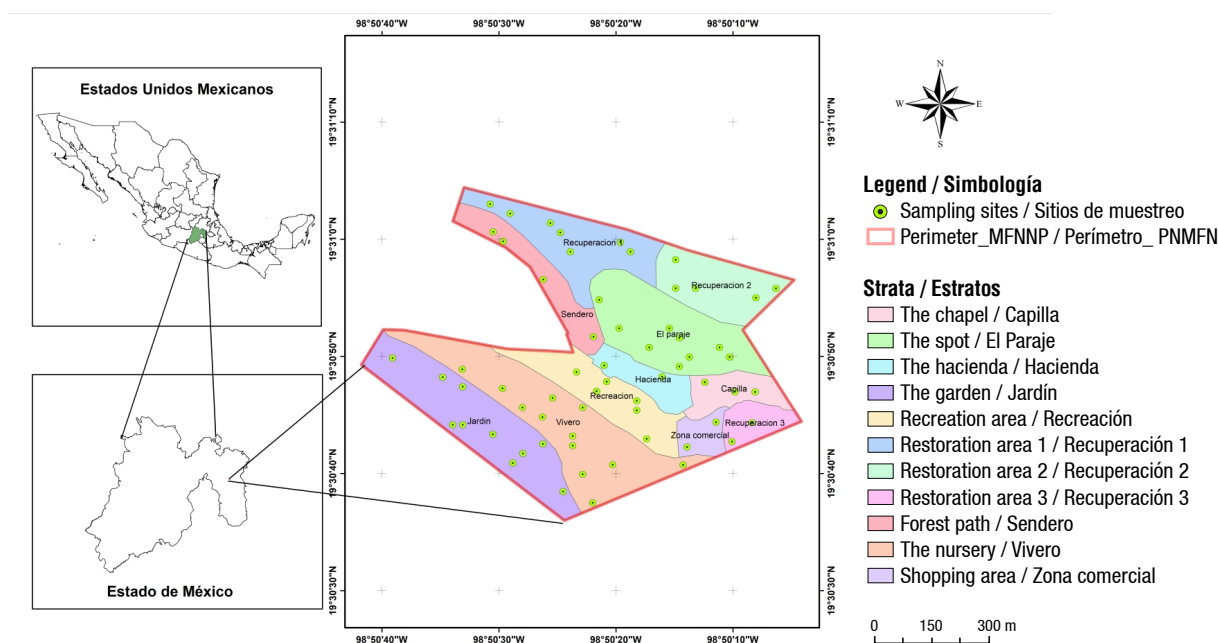 98°50'40"W 98°50'30"W 98°50'20"W 98°50'10"W
Estados Unidos Mexicanos
Estado de México
19°31'10"N
19°31'0"N
19°50'0"N
19°30'40"N
19°30'30"N
19°31'10"N
19°31'0"N
19°50'0"N
19°30'40"N
19°30'30"N
Recuperacion 1
Recuperacion 2
Sendero
El paraje
Hacienda
Recreacion
Capilla
Jardin
Vivero
Zona comercial
Recuperacion 3
98°50'40"W 98°50'30"W 98°50'20"W 98°50'10"W
N
W E
S
Legend / Simbología
Sampling sites / Sitios de muestreo
Perimeter_MFNNP / Perímetro_ PNMFN
Strata / Estratos
The chapel / Capilla
The spot / El Paraje
The hacienda / Hacienda
The garden / Jardín
Recreation area / Recreación
Restoration area 1 / Recuperación 1
Restoration area 2 / Recuperación 2
Restoration area 3 / Recuperación 3
Forest path / Sendero
The nursery / Vivero
Shopping area / Zona comercial
0 150 300 m